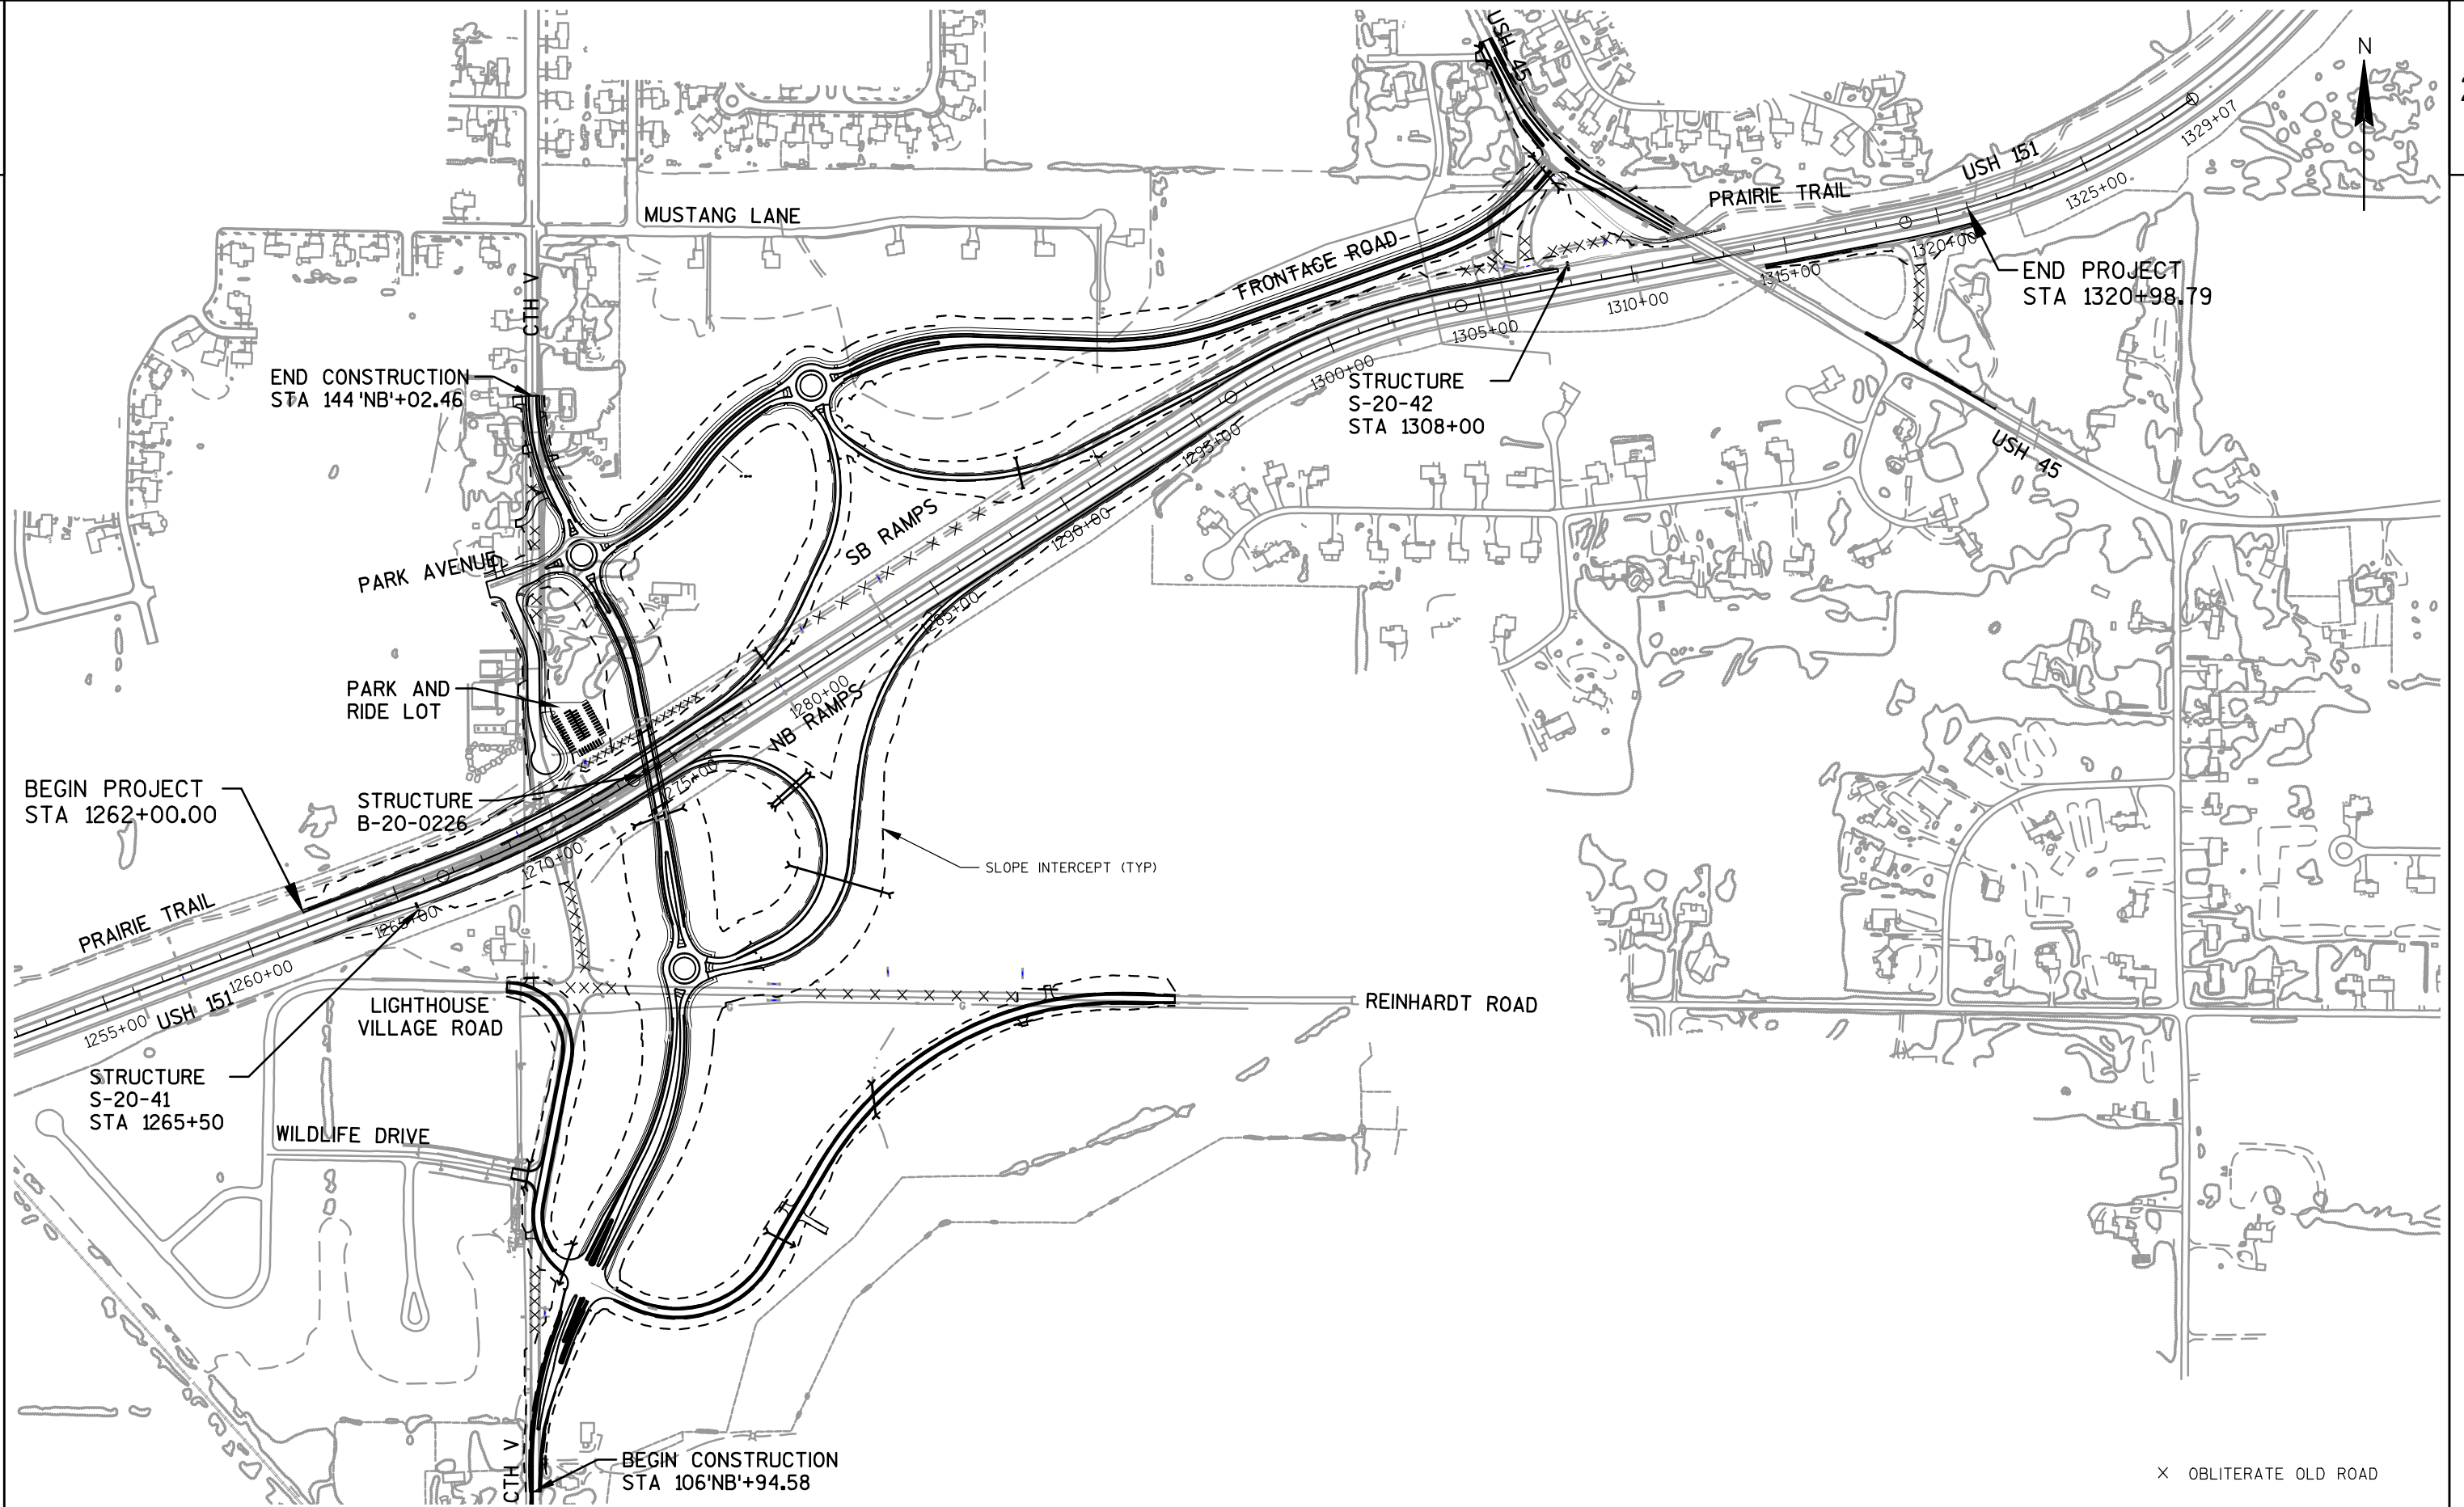 USH 45
N
USH 151
1329+07
PRAIRIE TRAIL
1325+00
MUSTANG LANE
FRONTAGE ROAD
1320+00
END PROJECT
STA 1320+98.79
1315+00
1310+00
1305+00
CTH V
END CONSTRUCTION
STA 144'NB'+02.46
1300+00
STRUCTURE
S-20-42
STA 1308+00
1295+00
USH 45
SB RAMPS
1290+00
PARK AVENUE
1285+00
PARK AND
RIDE LOT
1280+00
NB RAMPS
BEGIN PROJECT
STA 1262+00.00
STRUCTURE
B-20-0226
1275+00
1270+00
SLOPE INTERCEPT (TYP)
PRAIRIE TRAIL
1265+00
1260+00
USH 151
1255+00
LIGHTHOUSE
VILLAGE ROAD
REINHARDT ROAD
STRUCTURE
S-20-41
STA 1265+50
WILDLIFE DRIVE
CTH V
BEGIN CONSTRUCTION
STA 106'NB'+94.58
X OBLITERATE OLD ROAD